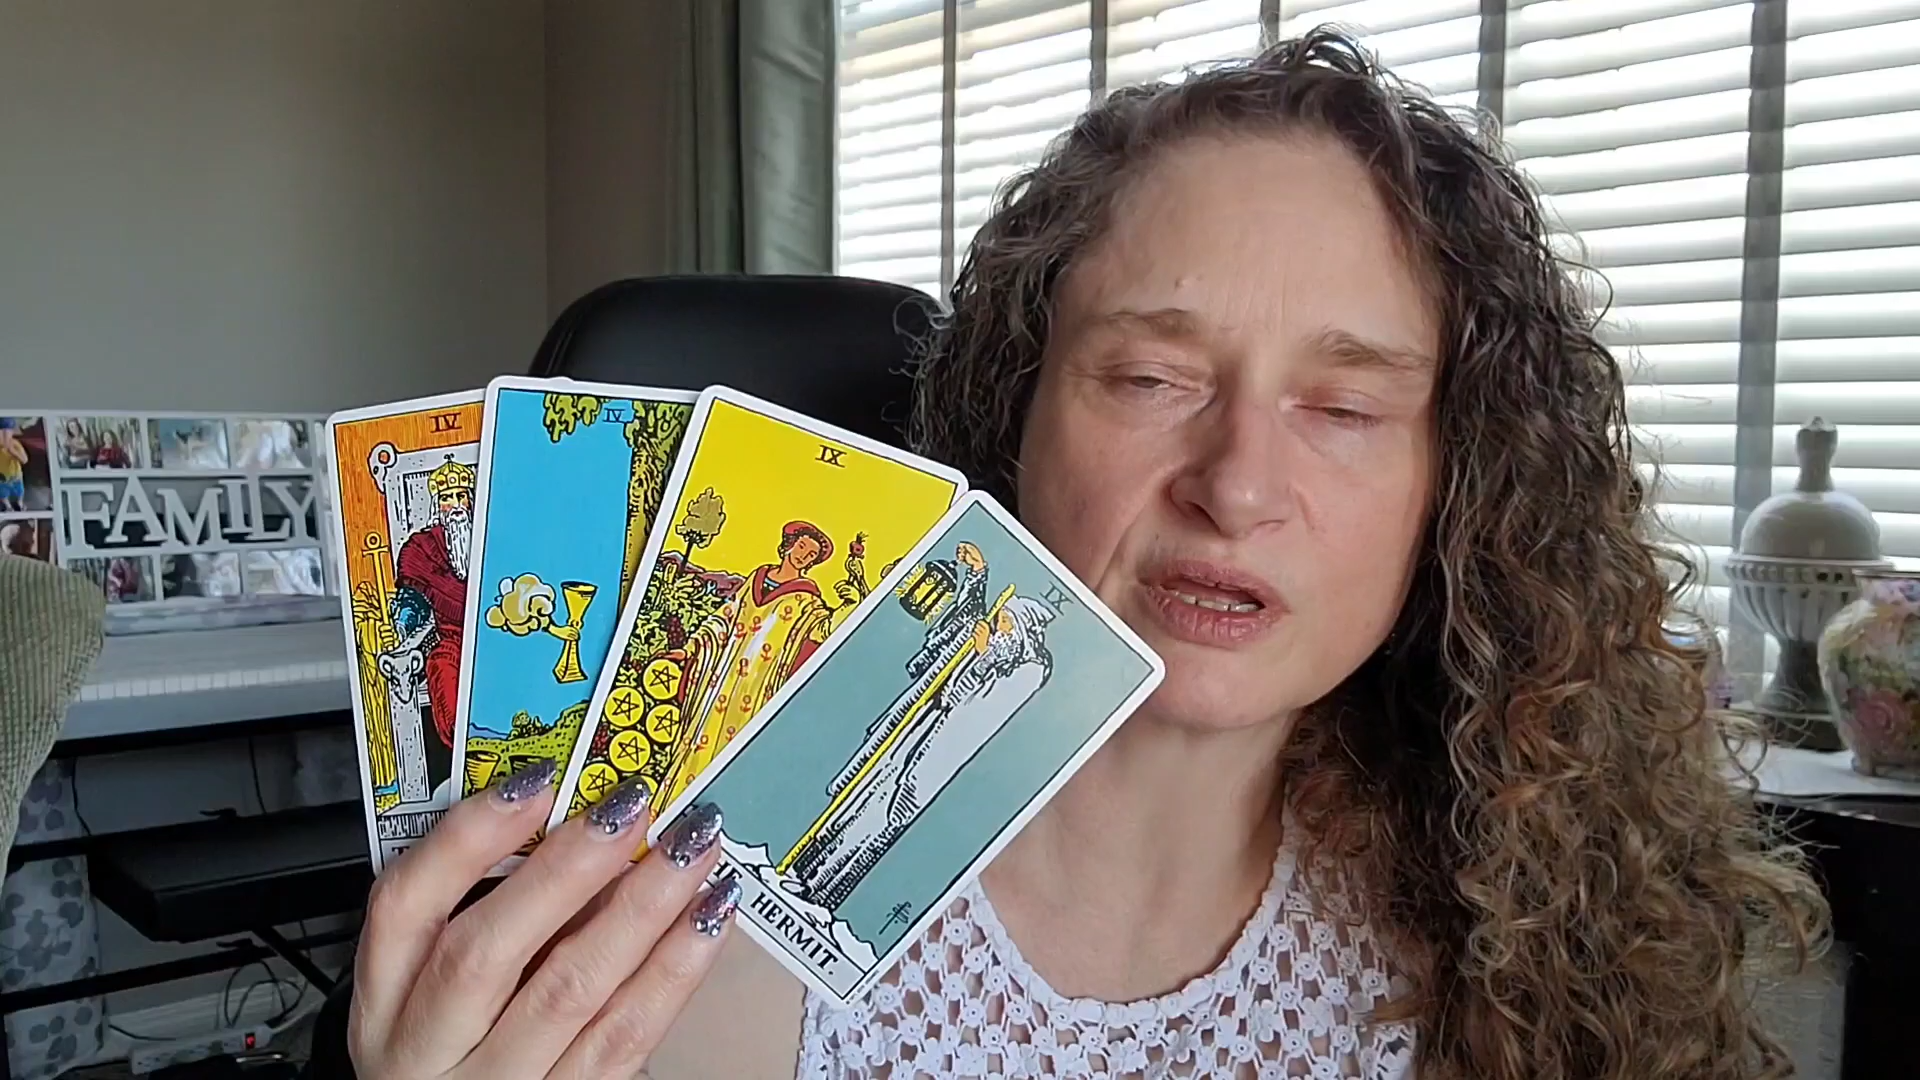 FAMILY
IV
IV
IX
IX
THE HERMIT.